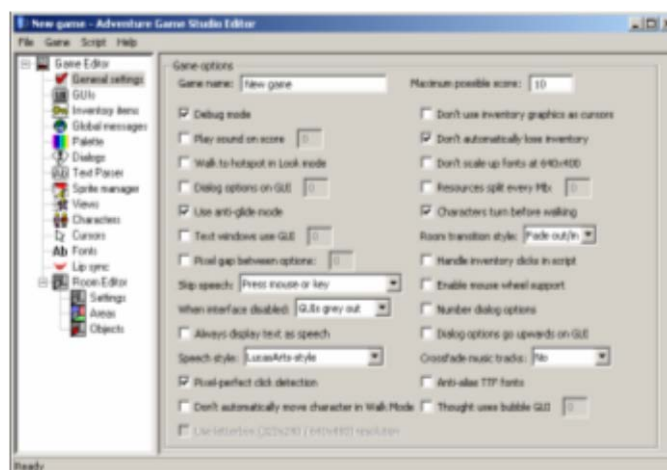 New game - Adventure Game Studio Editor
File Game Script Help
Game Editor
General settings
GUIs
Inventory items
Global messages
Palette
Dialogs
Text Parser
Sprite manager
Views
Characters
Cursors
Ab Fonts
Lip sync
Room Editor
Settings
Areas
Objects
Game options
Game name: New game Maximum possible score: 10
Debug mode Don't use inventory graphics as cursors
Play sound on score 0 Don't automatically lose inventory
Walk to hotspot in Look mode Don't scale up fonts at 640x400
Dialog options on GUI 0 Resources split every Mb: 0
Use anti-glide mode Characters turn before walking
Text windows use GUI 0 Room transition style: Fade out/in
Pixel gap between options: 0 Handle inventory clicks in script
Skip speech: Press mouse or key Enable mouse wheel support
When interface disabled: GUIs grey out Number dialog options
Always display text as speech Dialog options go upwards on GUI
Speech style: LucasArts-style Crossfade music tracks: No
Pixel-perfect click detection Anti-alias TTF fonts
Don't automatically move character in Walk Mode Thought uses bubble GUI 0
Use letterbox (320x240 / 640x480) resolution
Ready